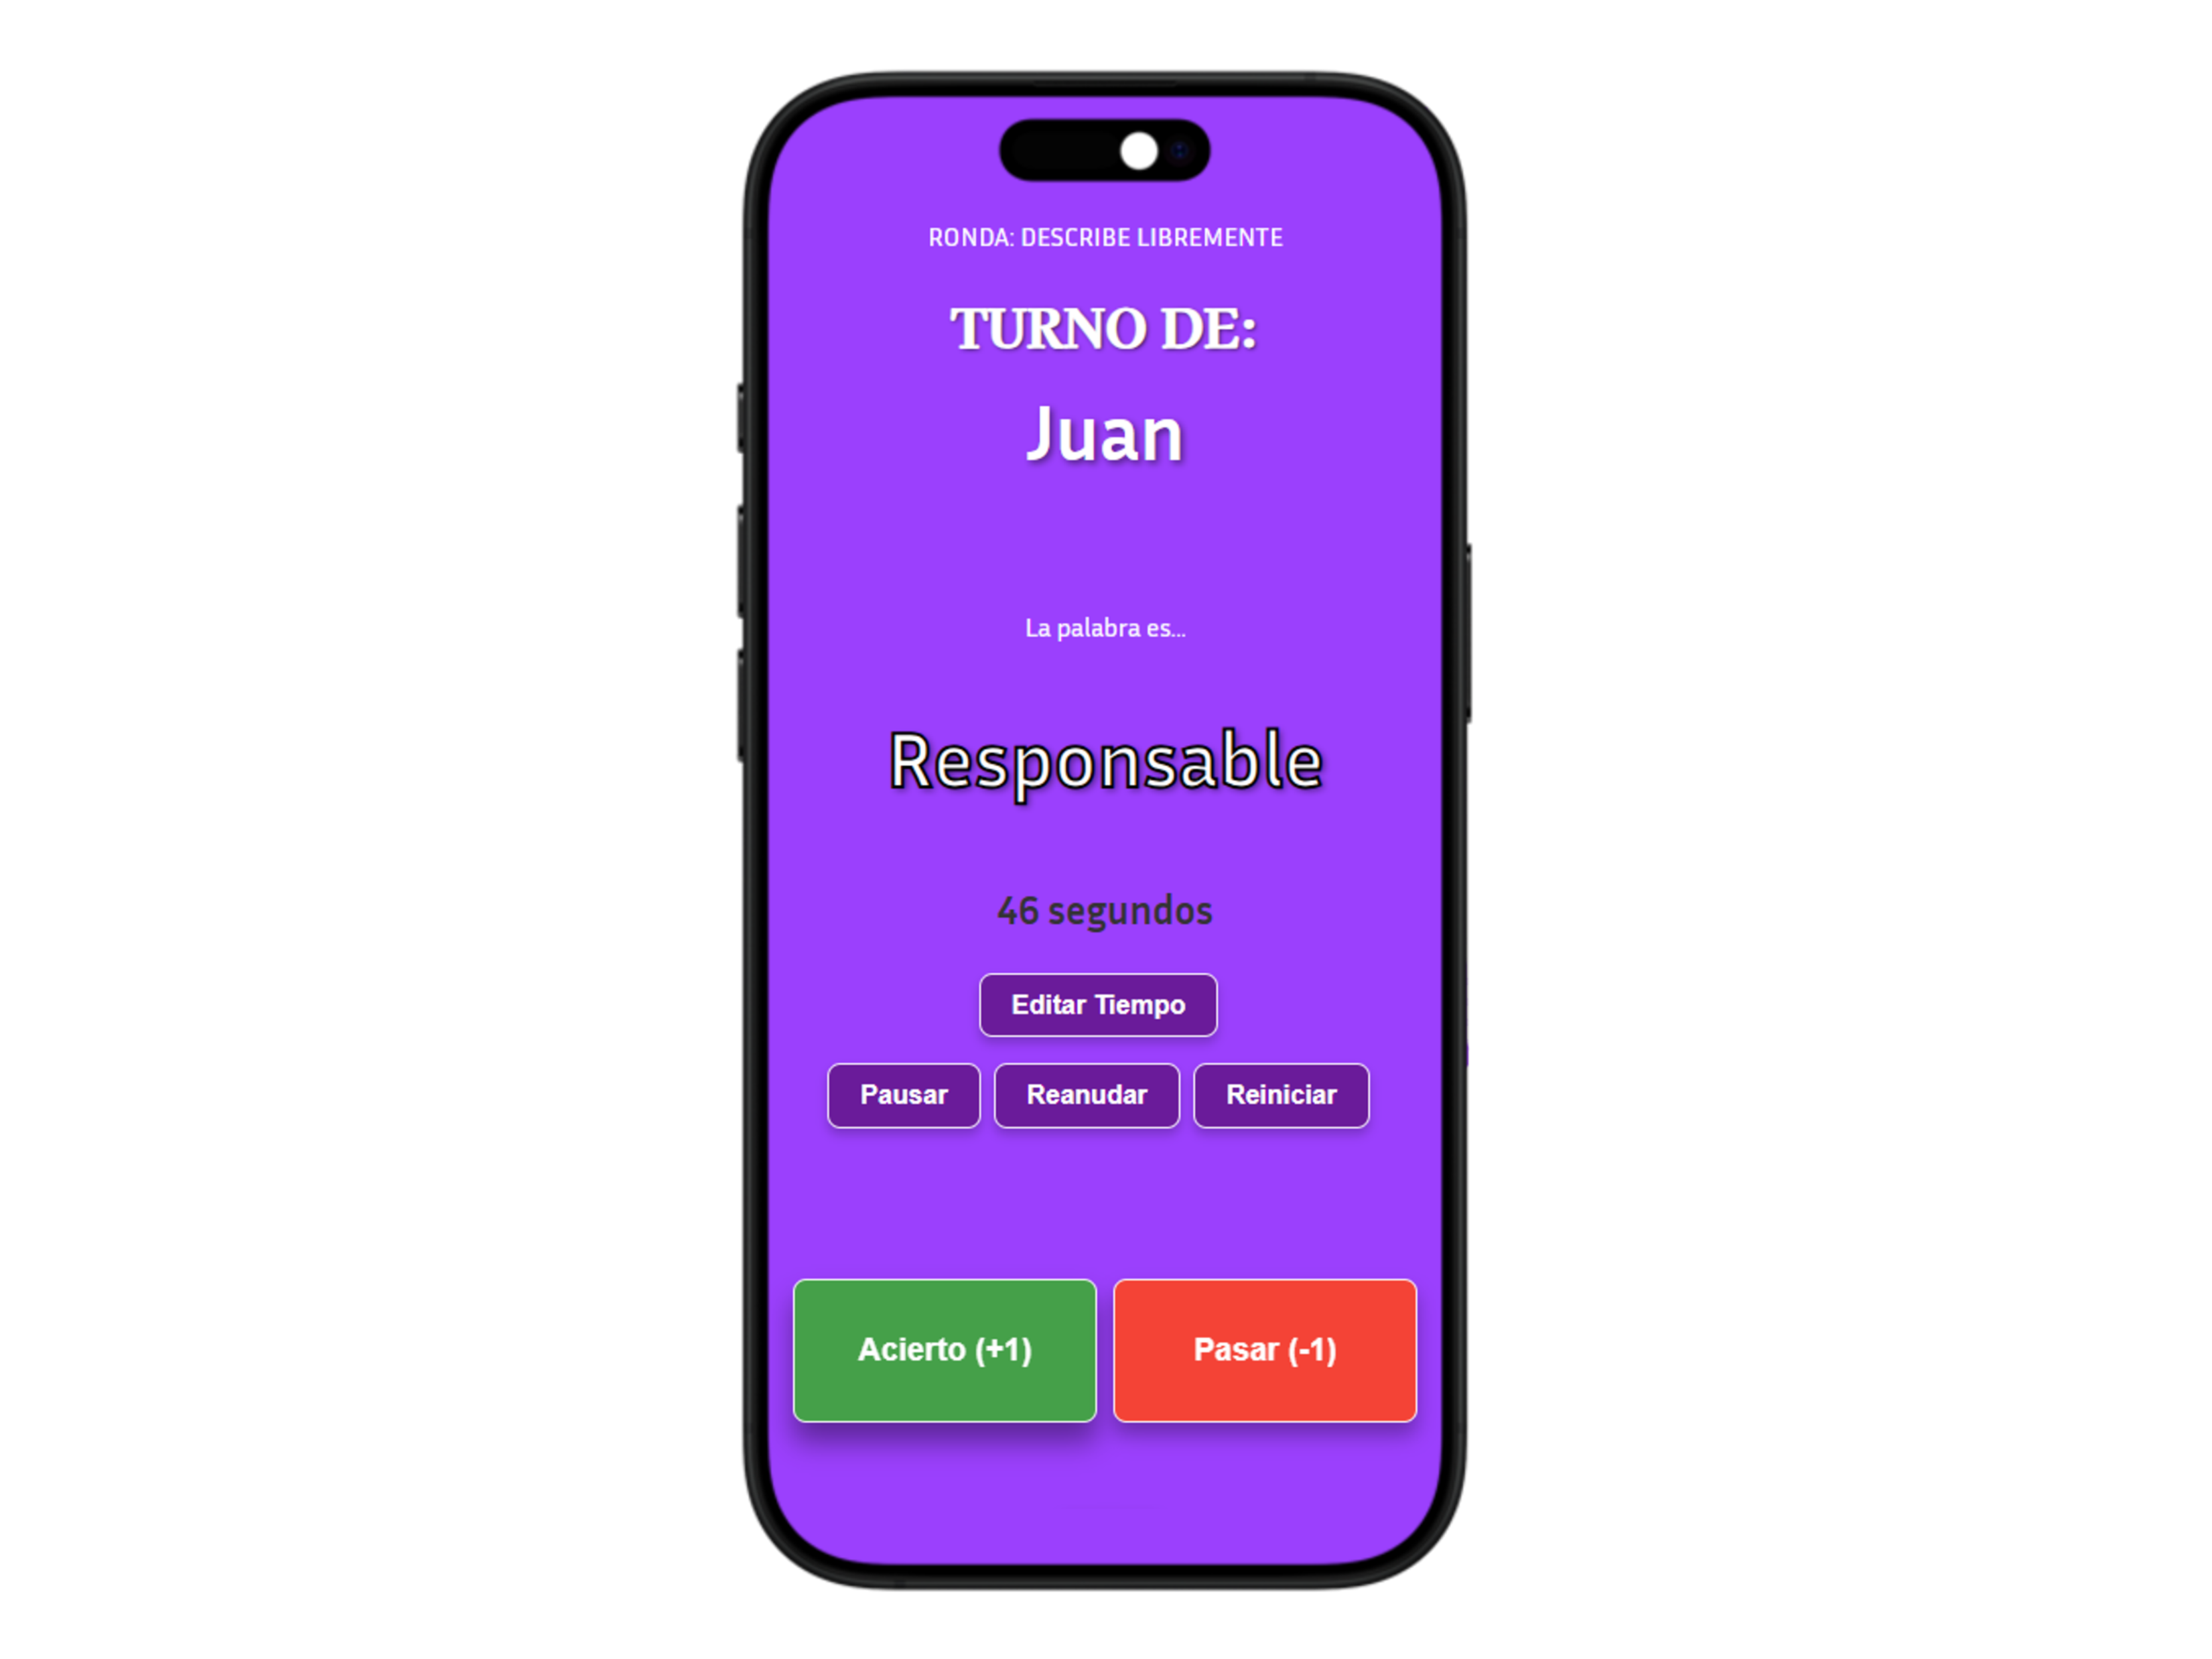 RONDA: DESCRIBE LIBREMENTE
TURNO DE:
Juan
La palabra es...
Responsable
46 segundos
Editar Tiempo
Pausar Reanudar Reiniciar
Acierto (+1) Pasar (-1)